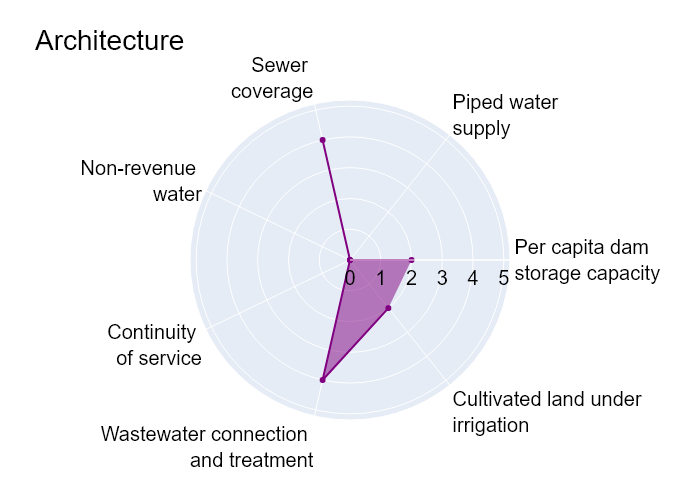 Architecture
Sewer
coverage
Piped water
supply
Non-revenue
water
Per capita dam
storage capacity
0 1 2 3 4 5
Continuity
of service
Cultivated land under
irrigation
Wastewater connection
and treatment